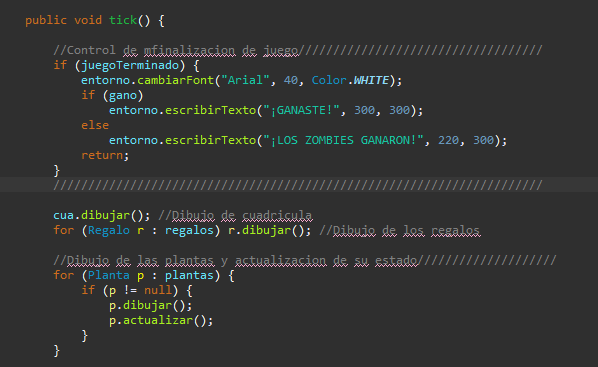 public void tick() {
//Control de mfinalizacion de juego///////////////////////////////////
if (juegoTerminado) {
entorno.cambiarFont("Arial", 40, Color.WHITE);
if (gano)
entorno.escribirTexto("¡GANASTE!", 300, 300);
else
entorno.escribirTexto("¡LOS ZOMBIES GANARON!", 220, 300);
return;
}
//////////////////////////////////////////////////////////////////////
cua.dibujar(); //Dibujo de cuadricula
for (Regalo r : regalos) r.dibujar(); //Dibujo de los regalos
//Dibujo de las plantas y actualizacion de su estado////////////////////
for (Planta p : plantas) {
if (p != null) {
p.dibujar();
p.actualizar();
}
}